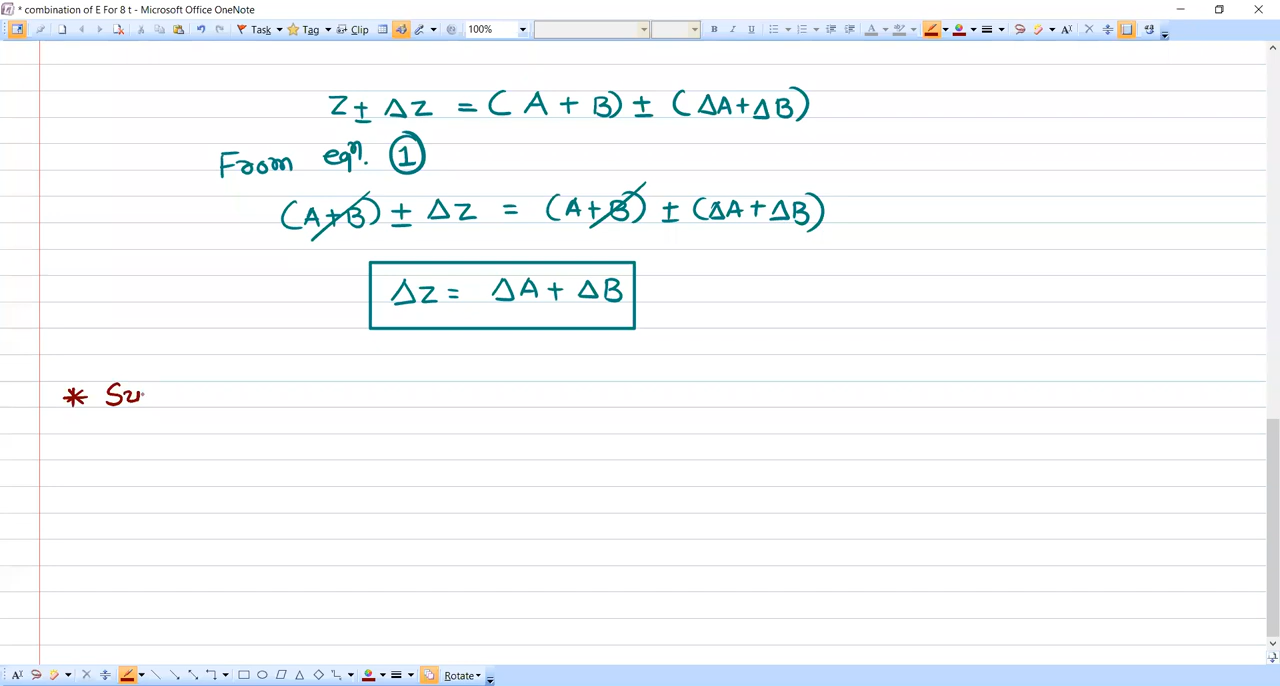 * combination of E For 8 t - Microsoft Office OneNote
Task Tag Clip 100% B I U
Z ± ΔZ = ( A + B) ± ( ΔA + ΔB )
From eqn. 1
(A+B) ± ΔZ = (A+B) ± (ΔA + ΔB)
ΔZ = ΔA + ΔB
* Su
Rotate